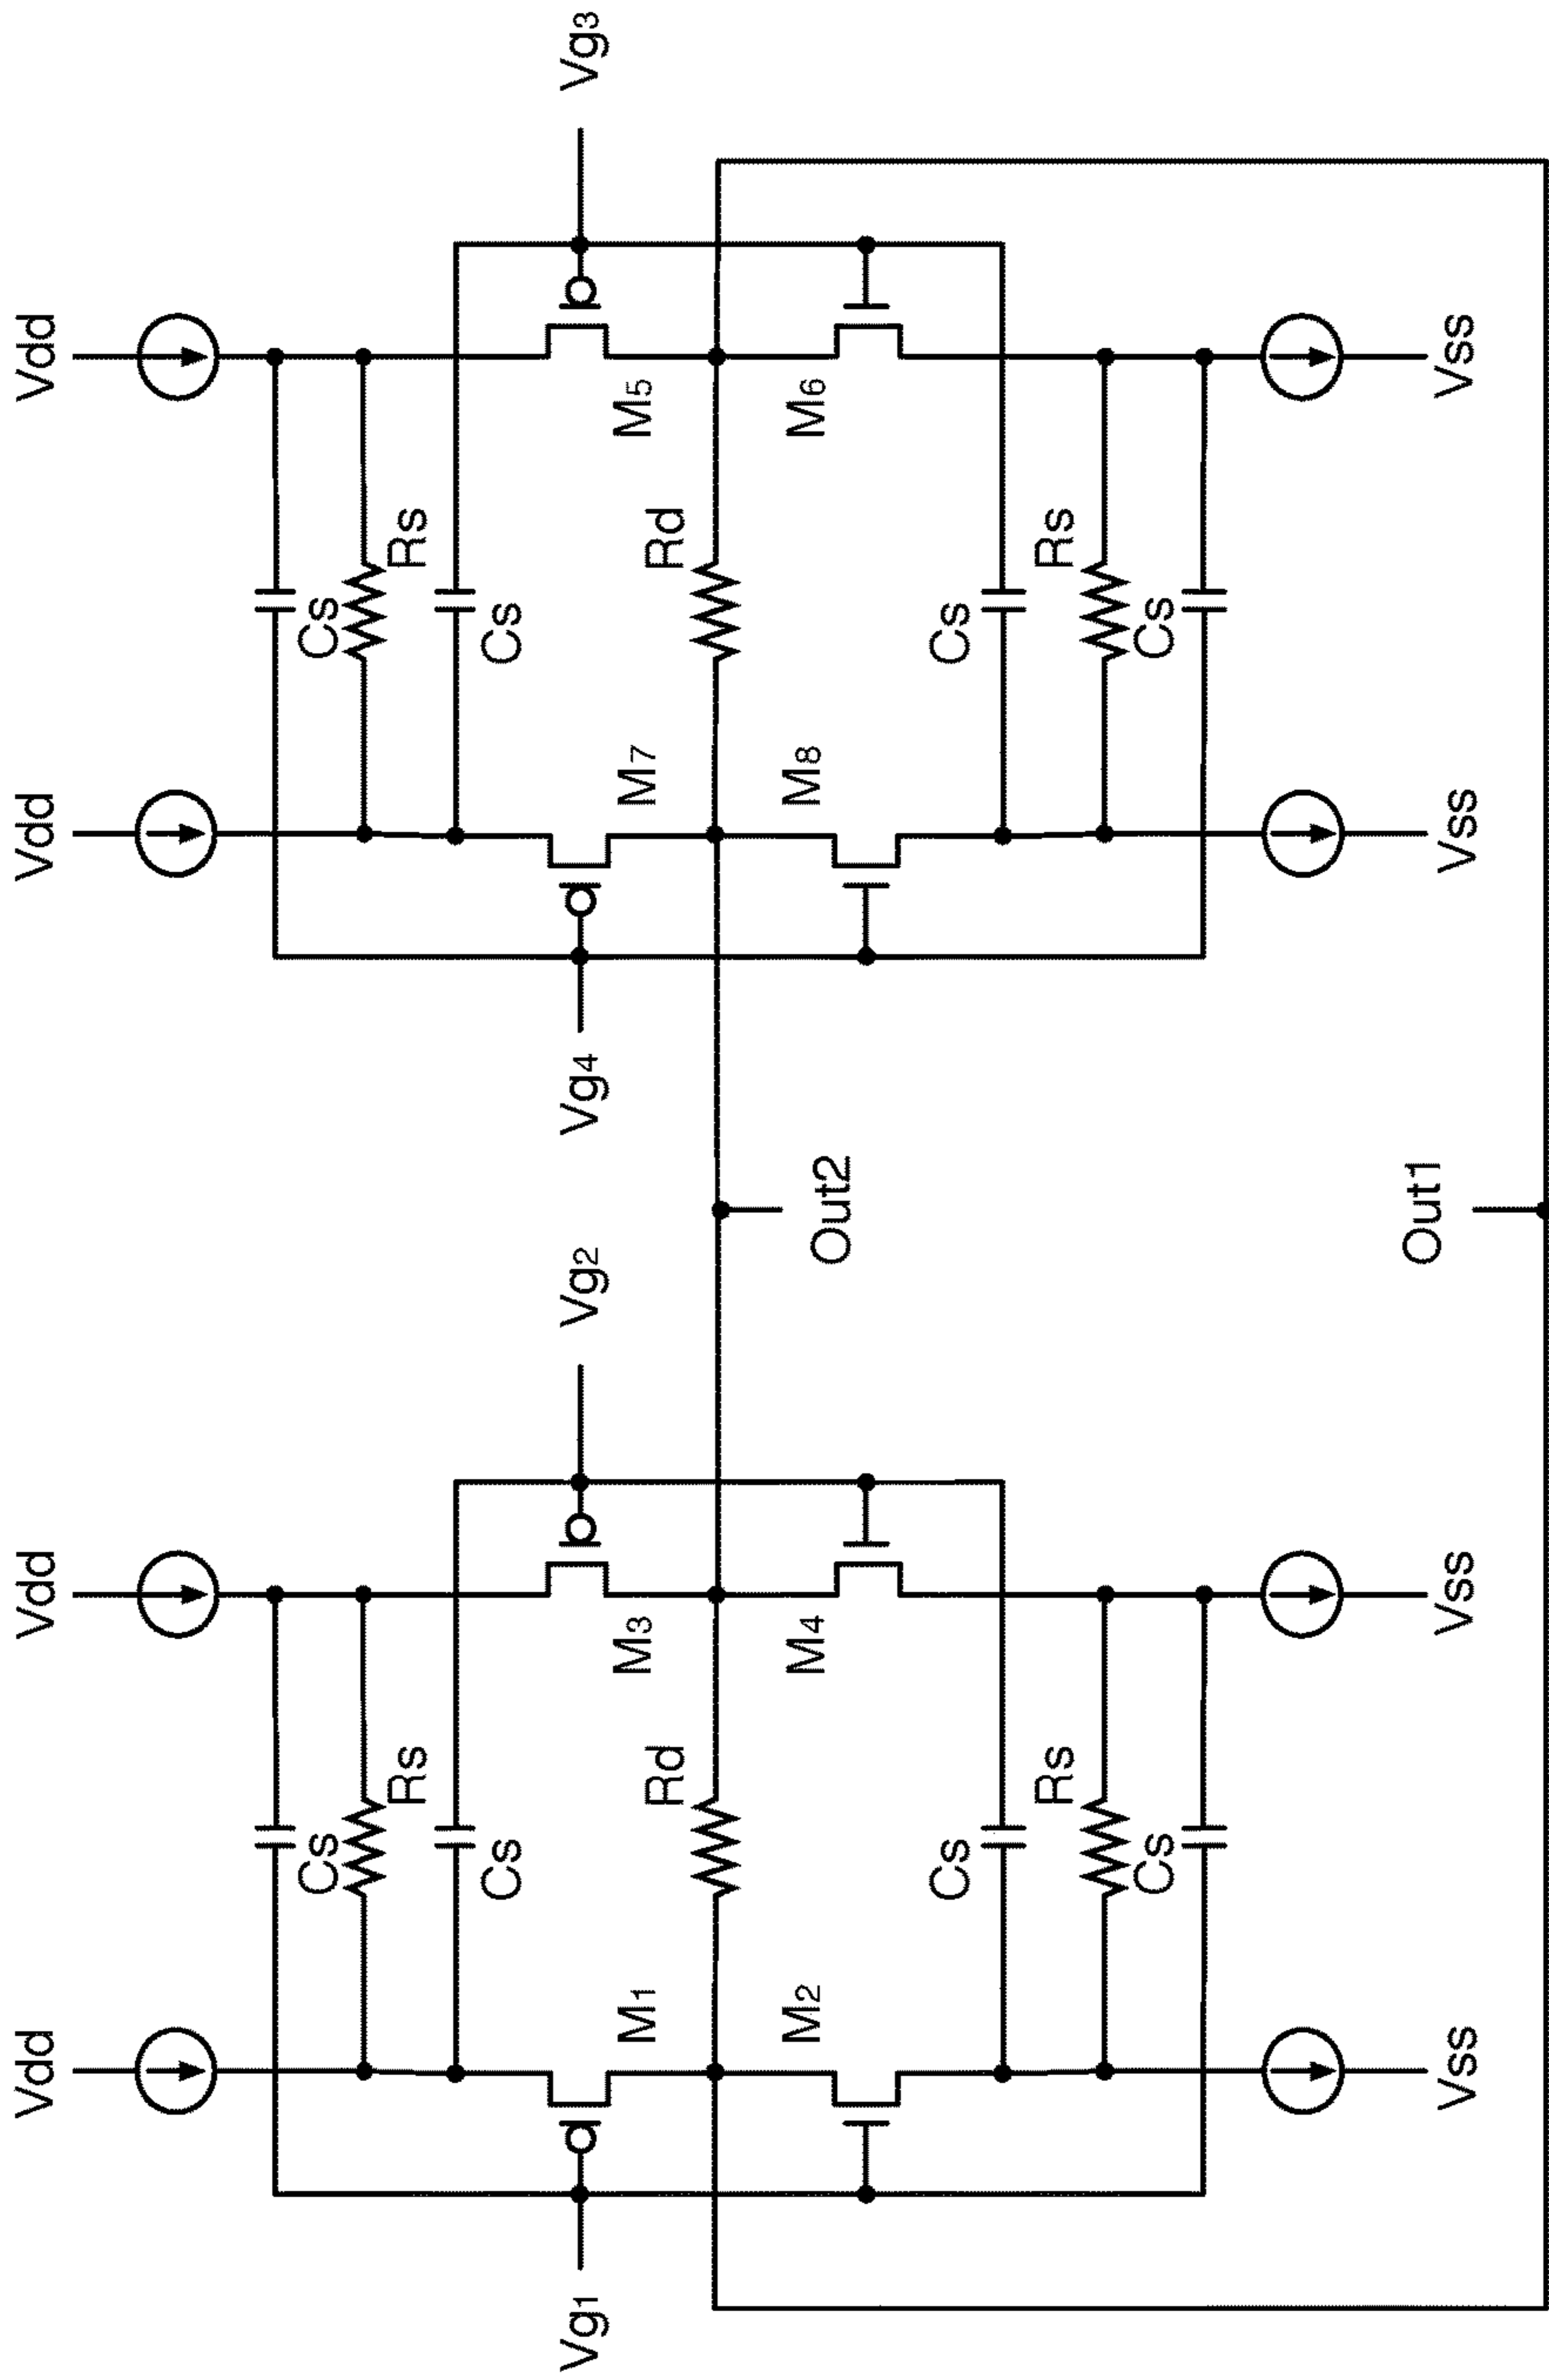 Vdd Vdd Vdd Vdd
Cs Cs
Rs Rs
Cs Cs
Vg1 Vg2 Vg4 Vg3
M1 M3 M7 M5
Rd Rd
M2 M4 M8 M6
Out2
Cs Cs
Rs Rs
Cs Cs
Vss Vss Vss Vss
Out1